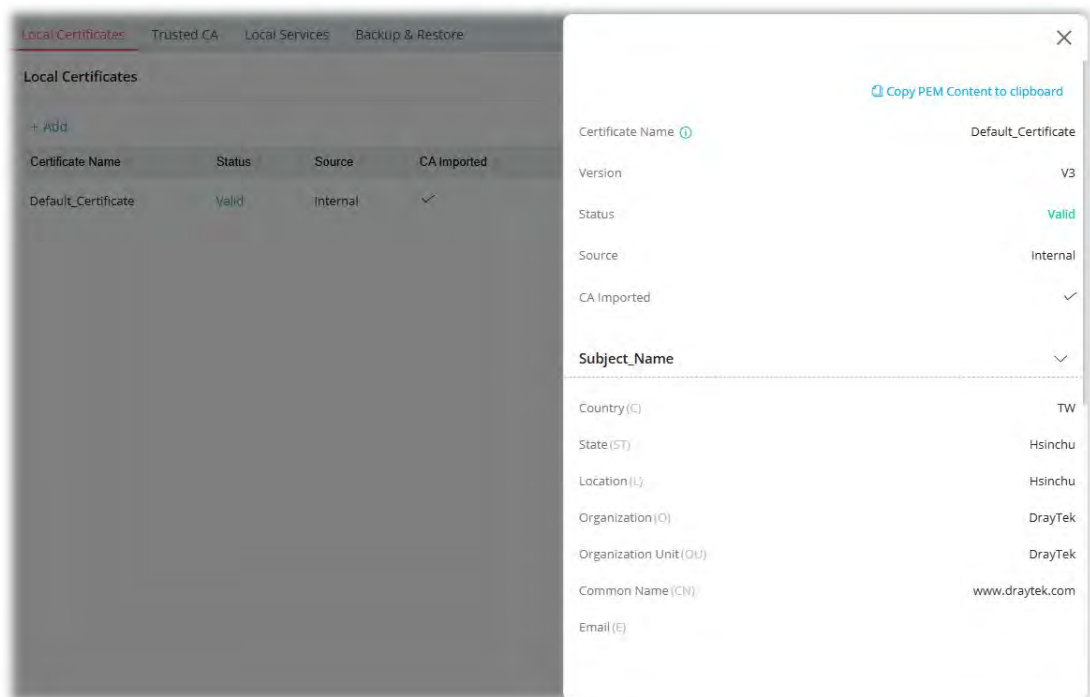 Local Certificates Trusted CA Local Services Backup & Restore
Local Certificates
+ Add
Certificate Name Status Source CA Imported
Default_Certificate Valid Internal
Copy PEM Content to clipboard
Certificate Name Default_Certificate
Version V3
Status Valid
Source Internal
CA Imported
Subject_Name
Country (C) TW
State (ST) Hsinchu
Location (L) Hsinchu
Organization (O) DrayTek
Organization Unit (OU) DrayTek
Common Name (CN) www.draytek.com
Email (E)